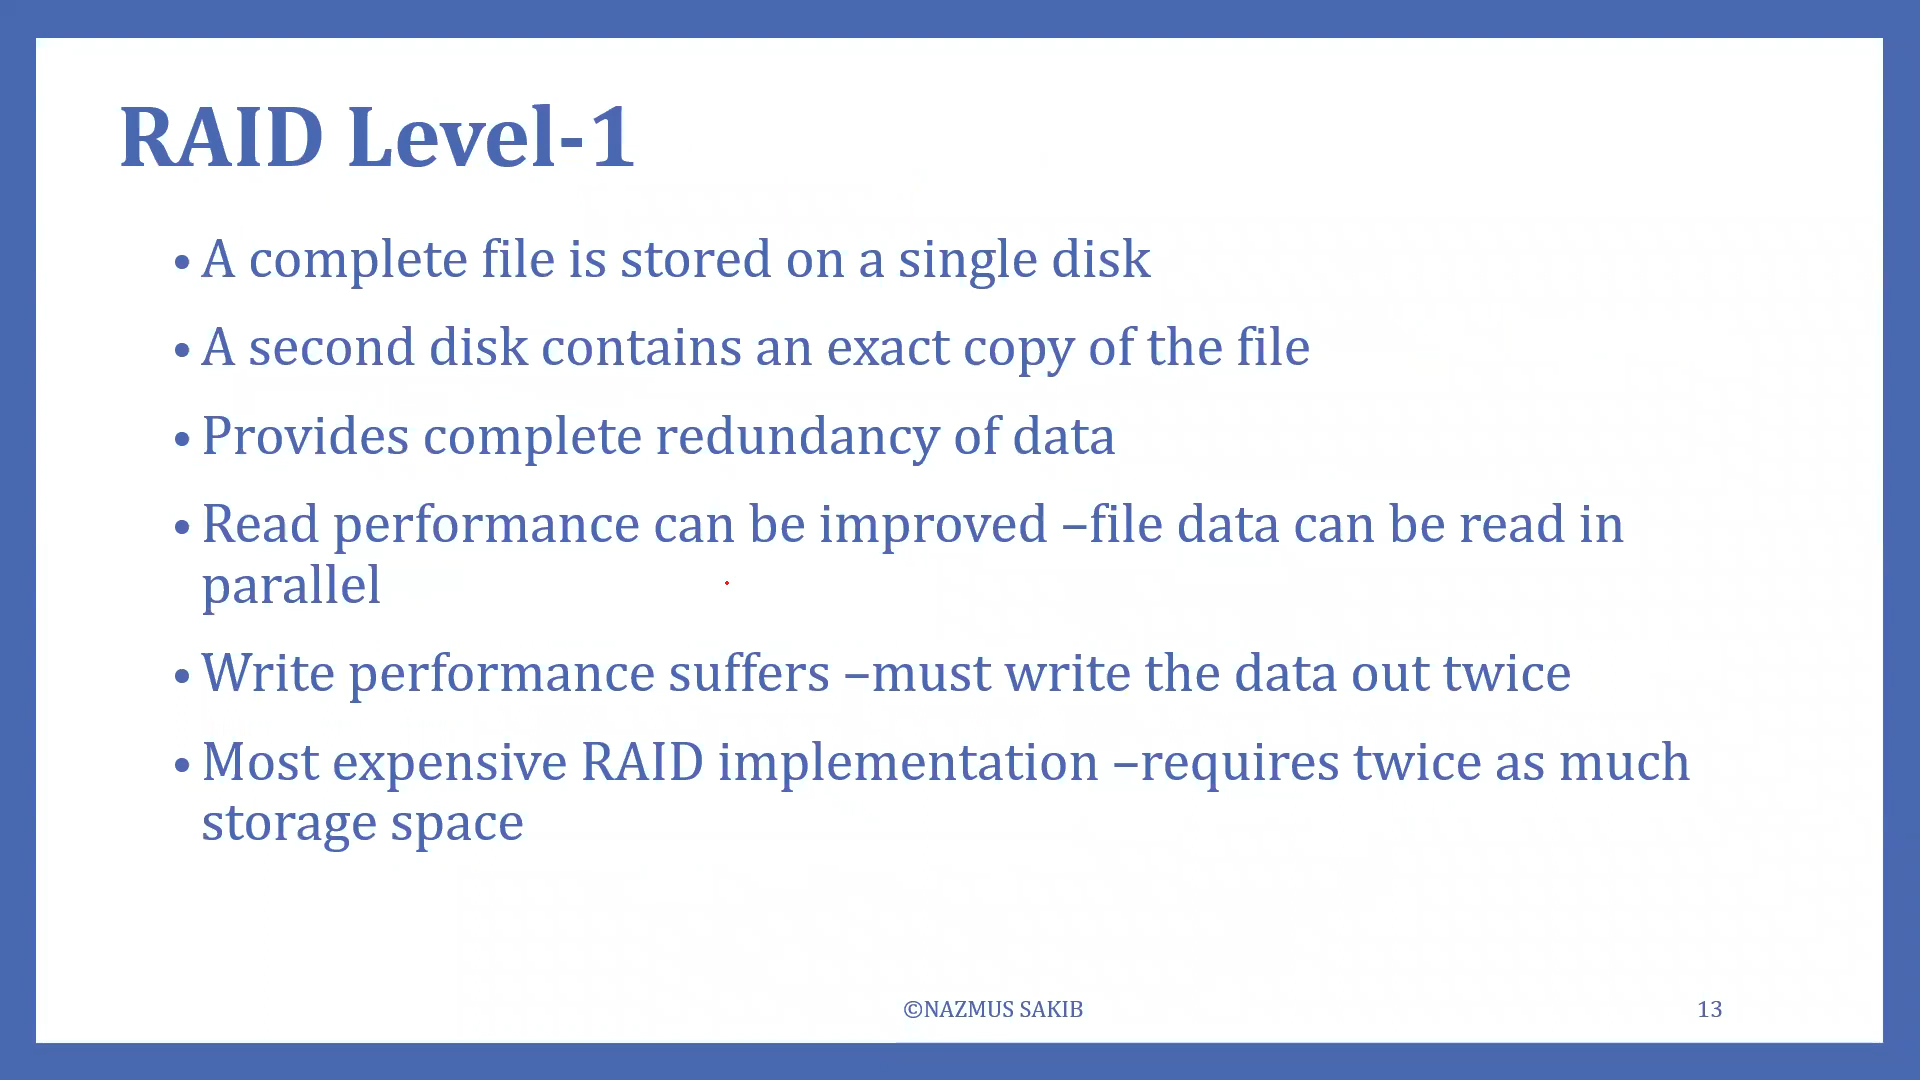 RAID Level-1
• A complete file is stored on a single disk
• A second disk contains an exact copy of the file
• Provides complete redundancy of data
• Read performance can be improved –file data can be read in
parallel
• Write performance suffers –must write the data out twice
• Most expensive RAID implementation –requires twice as much
storage space
©NAZMUS SAKIB
13